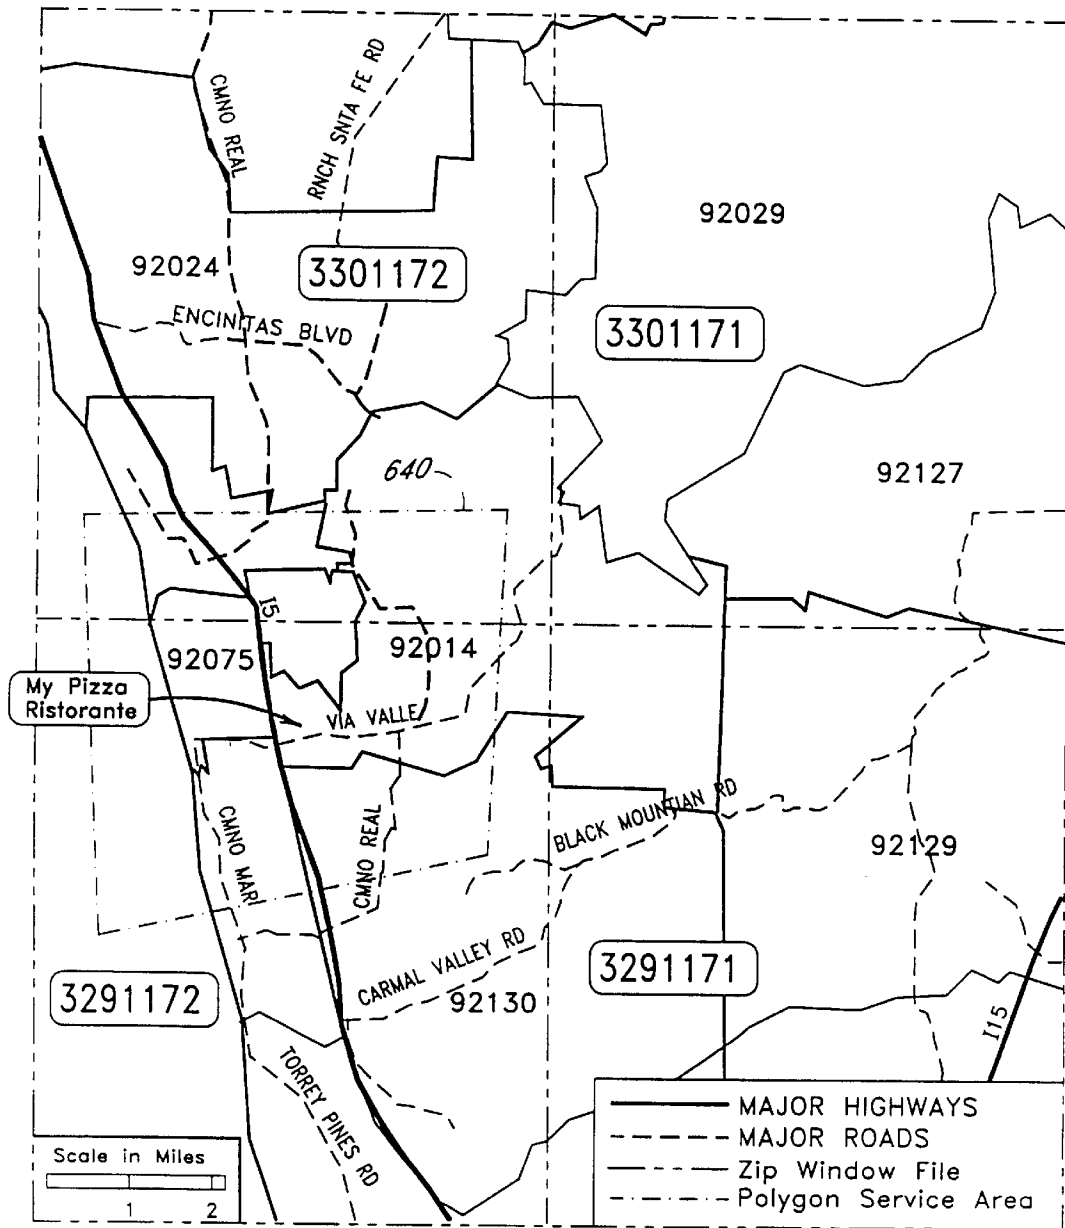 CMNO REAL
RNCH SNTA FE RD
92029
92024
3301172
ENCINITAS BLVD
3301171
640
92127
I5
92075
92014
My Pizza
Ristorante
VIA VALLE
CMNO MARI
CMNO REAL
BLACK MOUNTIAN RD
92129
CARMAL VALLEY RD
3291171
3291172
92130
I15
TORREY PINES RD
MAJOR HIGHWAYS
MAJOR ROADS
Zip Window File
Polygon Service Area
Scale in Miles
1 2